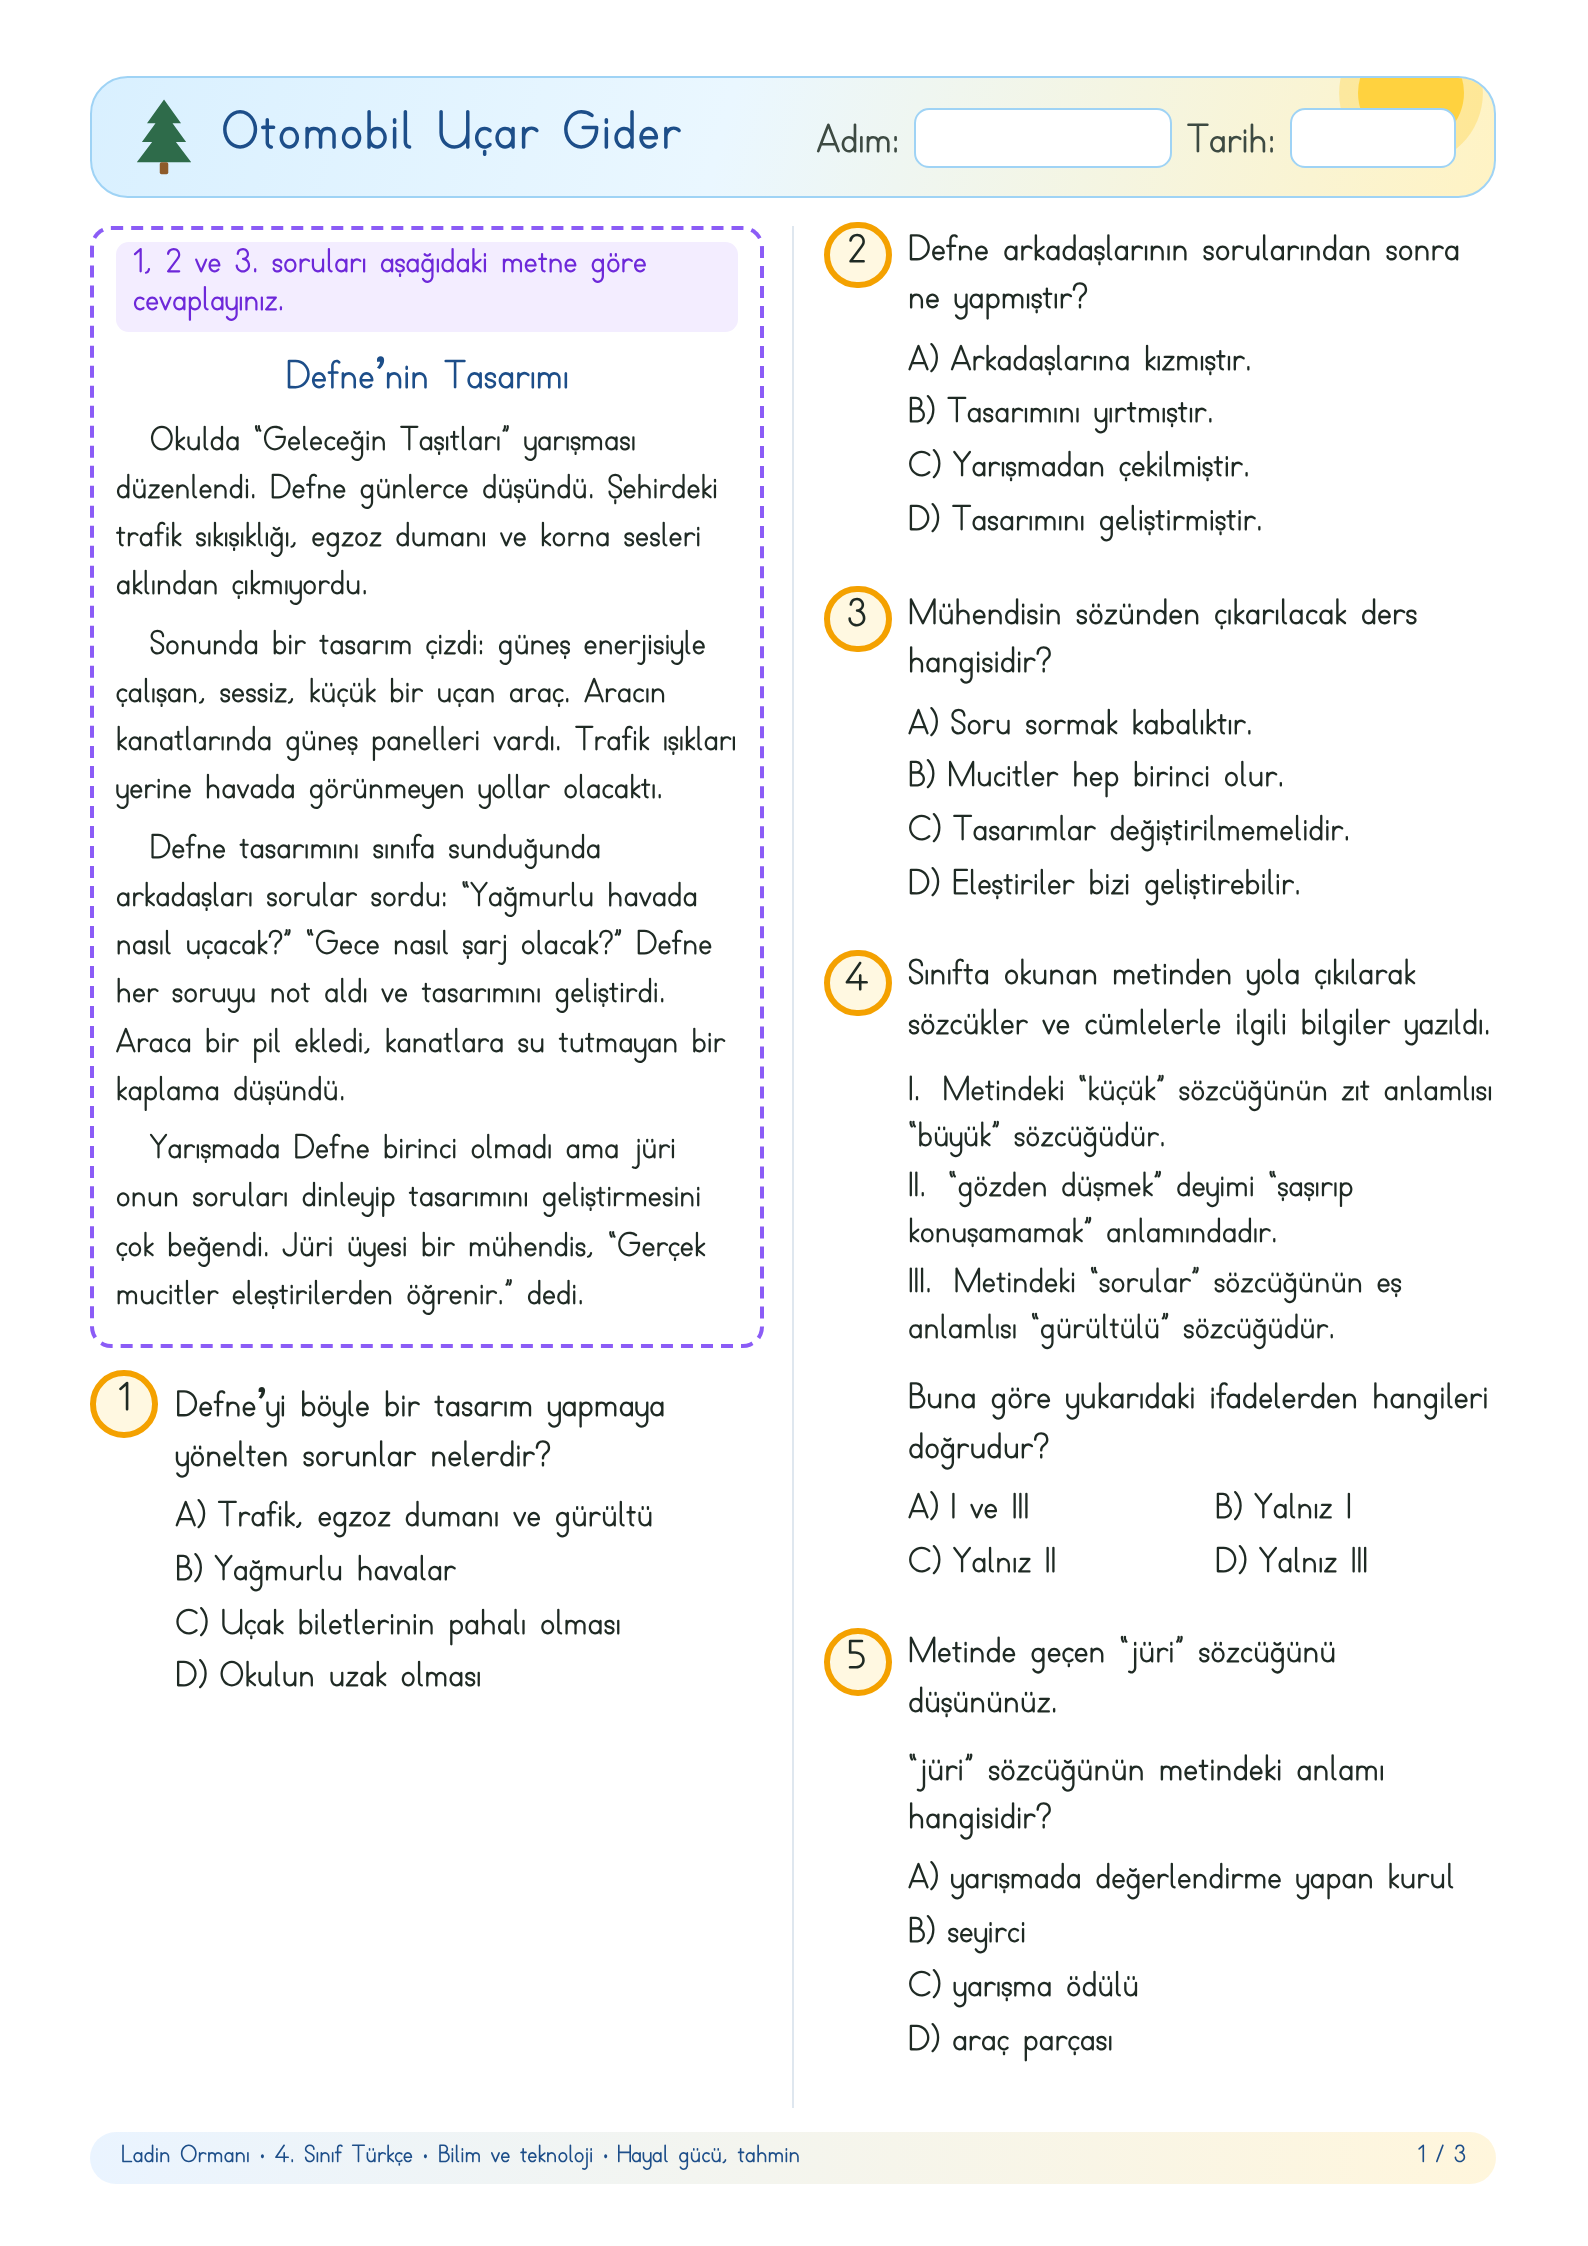 Otomobil Uçar Gider
Adım:
Tarih:
1, 2 ve 3. soruları aşağıdaki metne göre
cevaplayınız.
Defne’nin Tasarımı
Okulda “Geleceğin Taşıtları” yarışması
düzenlendi. Defne günlerce düşündü. Şehirdeki
trafik sıkışıklığı, egzoz dumanı ve korna sesleri
aklından çıkmıyordu.
Sonunda bir tasarım çizdi: güneş enerjisiyle
çalışan, sessiz, küçük bir uçan araç. Aracın
kanatlarında güneş panelleri vardı. Trafik ışıkları
yerine havada görünmeyen yollar olacaktı.
Defne tasarımını sınıfa sunduğunda
arkadaşları sorular sordu: “Yağmurlu havada
nasıl uçacak?” “Gece nasıl şarj olacak?” Defne
her soruyu not aldı ve tasarımını geliştirdi.
Araca bir pil ekledi, kanatlara su tutmayan bir
kaplama düşündü.
Yarışmada Defne birinci olmadı ama jüri
onun soruları dinleyip tasarımını geliştirmesini
çok beğendi. Jüri üyesi bir mühendis, “Gerçek
mucitler eleştirilerden öğrenir.” dedi.
1
Defne’yi böyle bir tasarım yapmaya
yönelten sorunlar nelerdir?
A) Trafik, egzoz dumanı ve gürültü
B) Yağmurlu havalar
C) Uçak biletlerinin pahalı olması
D) Okulun uzak olması
2
Defne arkadaşlarının sorularından sonra
ne yapmıştır?
A) Arkadaşlarına kızmıştır.
B) Tasarımını yırtmıştır.
C) Yarışmadan çekilmiştir.
D) Tasarımını geliştirmiştir.
3
Mühendisin sözünden çıkarılacak ders
hangisidir?
A) Soru sormak kabalıktır.
B) Mucitler hep birinci olur.
C) Tasarımlar değiştirilmemelidir.
D) Eleştiriler bizi geliştirebilir.
4
Sınıfta okunan metinden yola çıkılarak
sözcükler ve cümlelerle ilgili bilgiler yazıldı.
I. Metindeki “küçük” sözcüğünün zıt anlamlısı
“büyük” sözcüğüdür.
II. “gözden düşmek” deyimi “şaşırıp
konuşamamak” anlamındadır.
III. Metindeki “sorular” sözcüğünün eş
anlamlısı “gürültülü” sözcüğüdür.
Buna göre yukarıdaki ifadelerden hangileri
doğrudur?
A) I ve III B) Yalnız I
C) Yalnız II D) Yalnız III
5
Metinde geçen “jüri” sözcüğünü
düşününüz.
“jüri” sözcüğünün metindeki anlamı
hangisidir?
A) yarışmada değerlendirme yapan kurul
B) seyirci
C) yarışma ödülü
D) araç parçası
Ladin Ormanı • 4. Sınıf Türkçe • Bilim ve teknoloji • Hayal gücü, tahmin
1 / 3